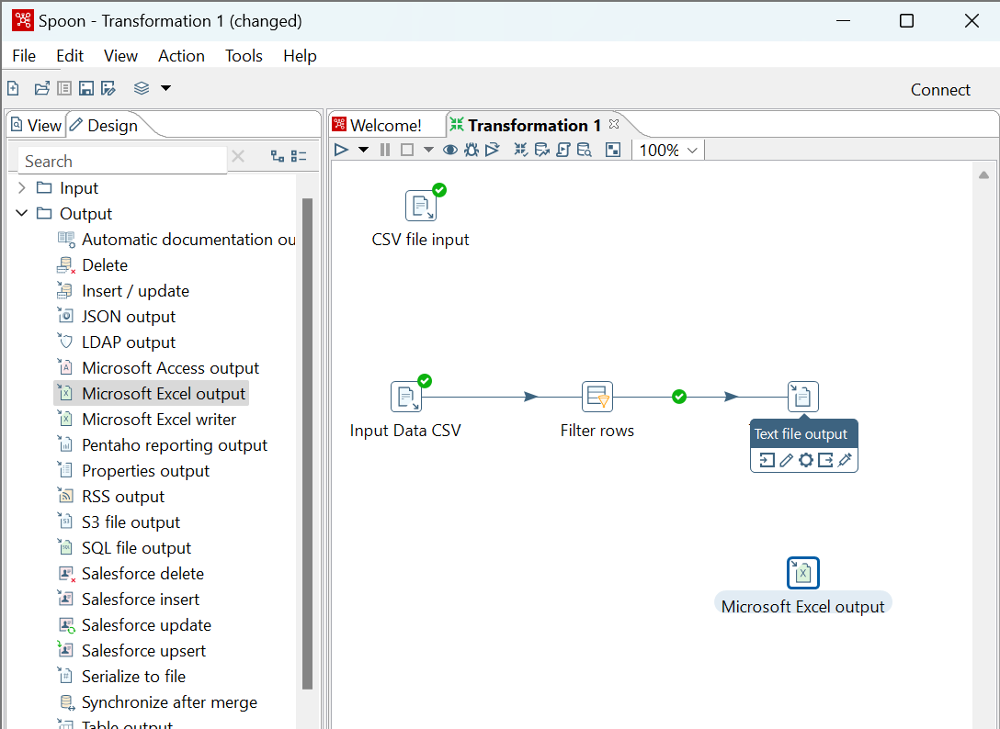 Spoon - Transformation 1 (changed)
File Edit View Action Tools Help
Connect
View Design
Search
Input
Output
Automatic documentation ou
Delete
Insert / update
JSON output
LDAP output
Microsoft Access output
Microsoft Excel output
Microsoft Excel writer
Pentaho reporting output
Properties output
RSS output
S3 file output
SQL file output
Salesforce delete
Salesforce insert
Salesforce update
Salesforce upsert
Serialize to file
Synchronize after merge
Table output
Welcome! Transformation 1
100%
CSV file input
Input Data CSV Filter rows
Text file output
Microsoft Excel output